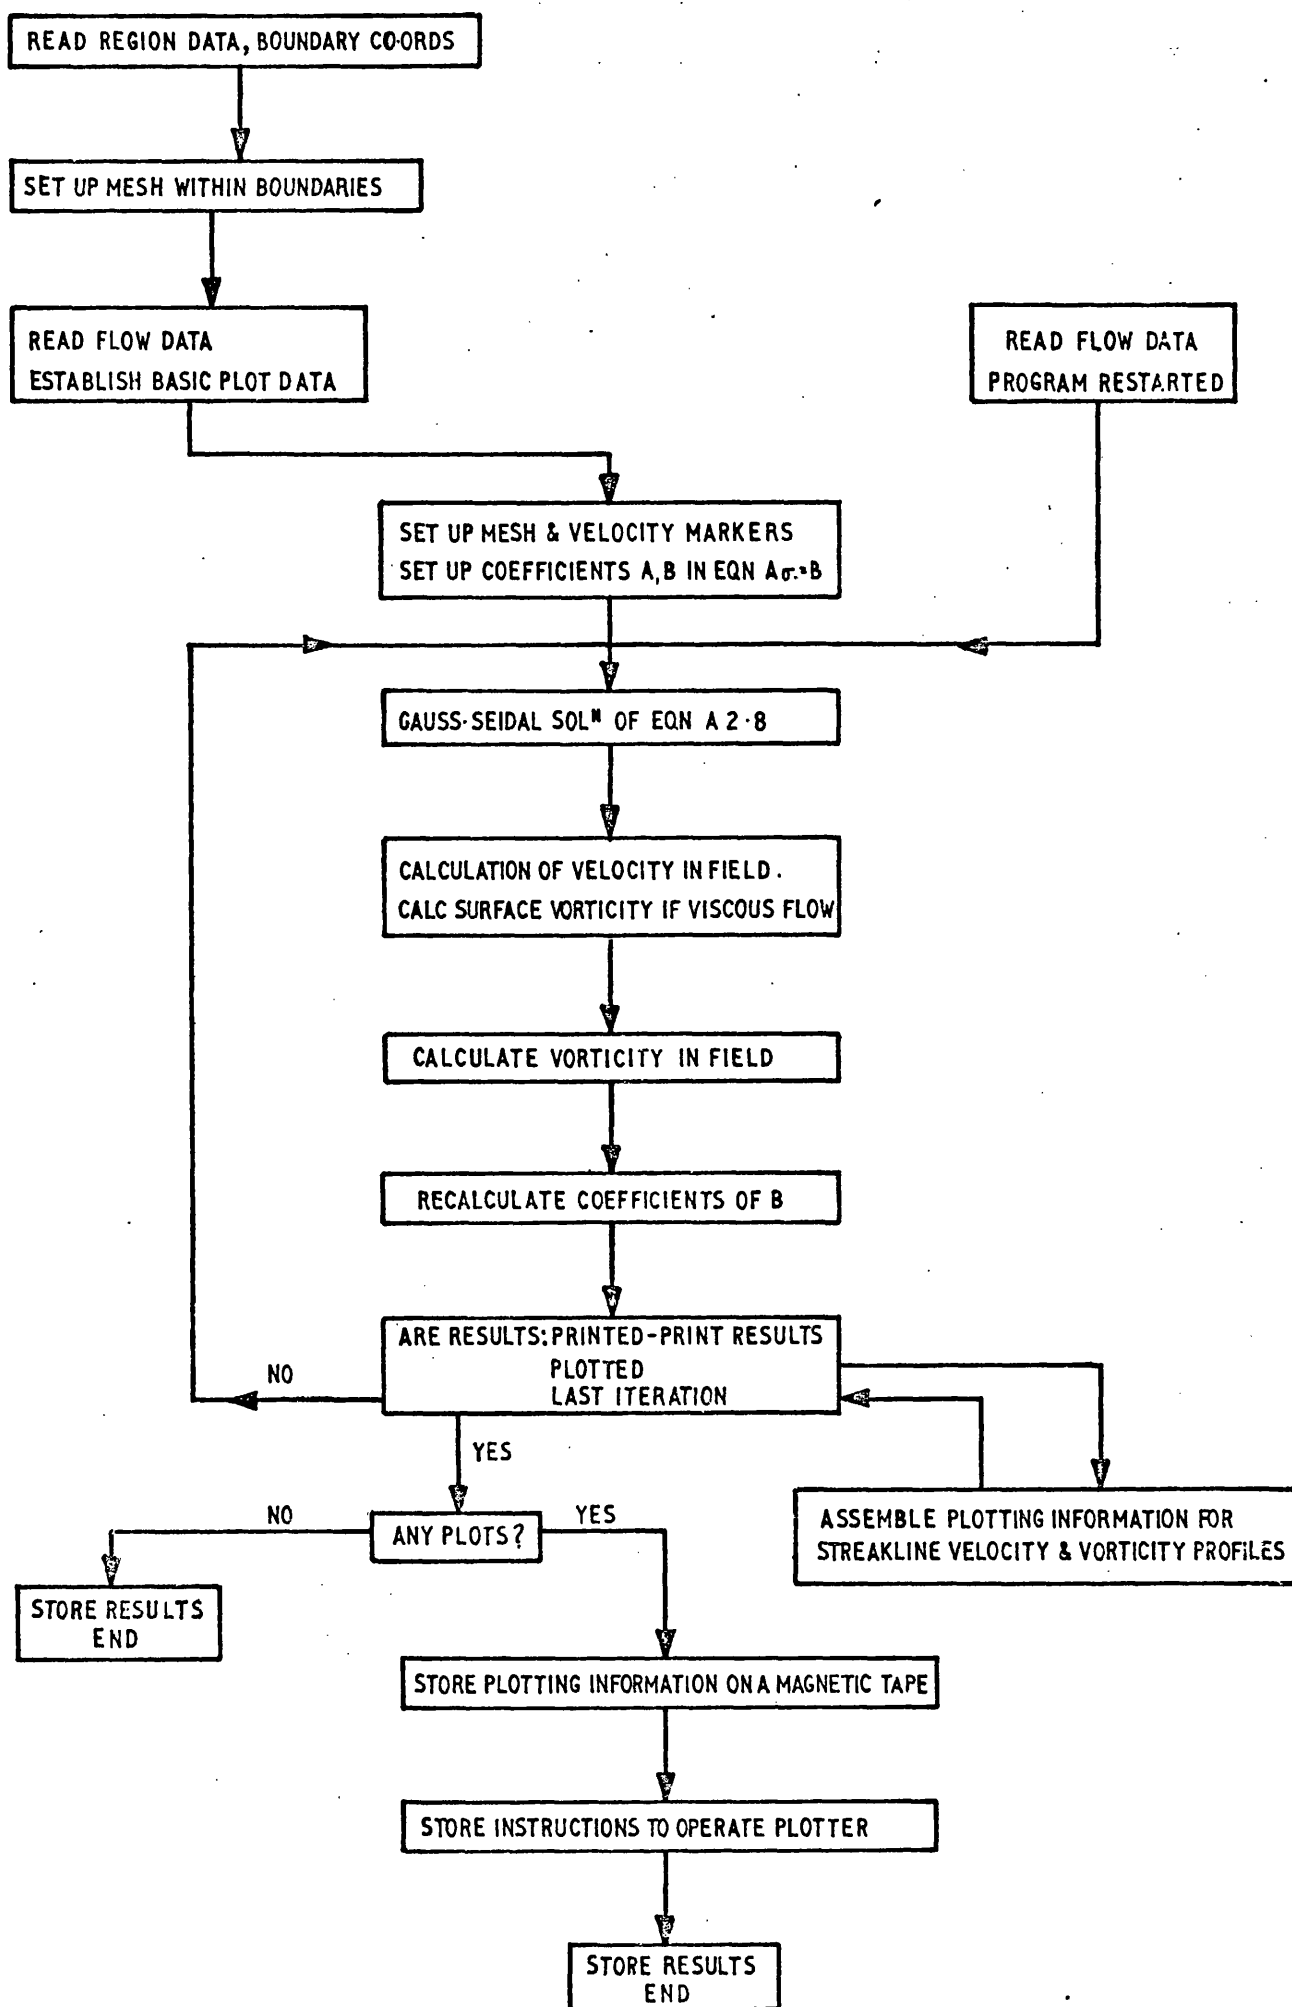 READ REGION DATA, BOUNDARY CO·ORDS
SET UP MESH WITHIN BOUNDARIES
READ FLOW DATA
ESTABLISH BASIC PLOT DATA
READ FLOW DATA
PROGRAM RESTARTED
SET UP MESH & VELOCITY MARKERS
SET UP COEFFICIENTS A,B IN EQN Aσ.=B
GAUSS·SEIDAL SOLᴺ OF EQN A 2·8
CALCULATION OF VELOCITY IN FIELD.
CALC SURFACE VORTICITY IF VISCOUS FLOW
CALCULATE VORTICITY IN FIELD
RECALCULATE COEFFICIENTS OF B
ARE RESULTS:PRINTED-PRINT RESULTS
PLOTTED
LAST ITERATION
NO
YES
ASSEMBLE PLOTTING INFORMATION FOR
STREAKLINE VELOCITY & VORTICITY PROFILES
NO
ANY PLOTS?
YES
STORE RESULTS
END
STORE PLOTTING INFORMATION ON A MAGNETIC TAPE
STORE INSTRUCTIONS TO OPERATE PLOTTER
STORE RESULTS
END